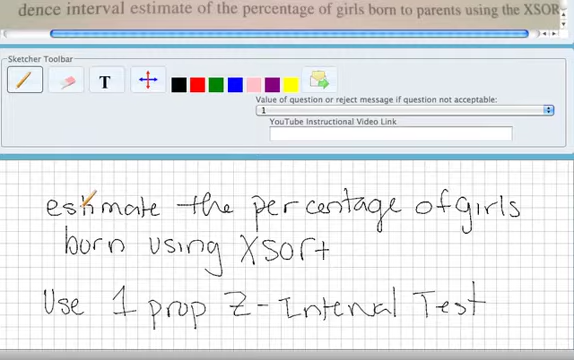 dence interval estimate of the percentage of girls born to parents using the XSOR
Sketcher Toolbar
T
Value of question or reject message if question not acceptable:
1
YouTube Instructional Video Link
estimate the percentage of girls
born using XSort
Use 1 prop Z-Interval Test